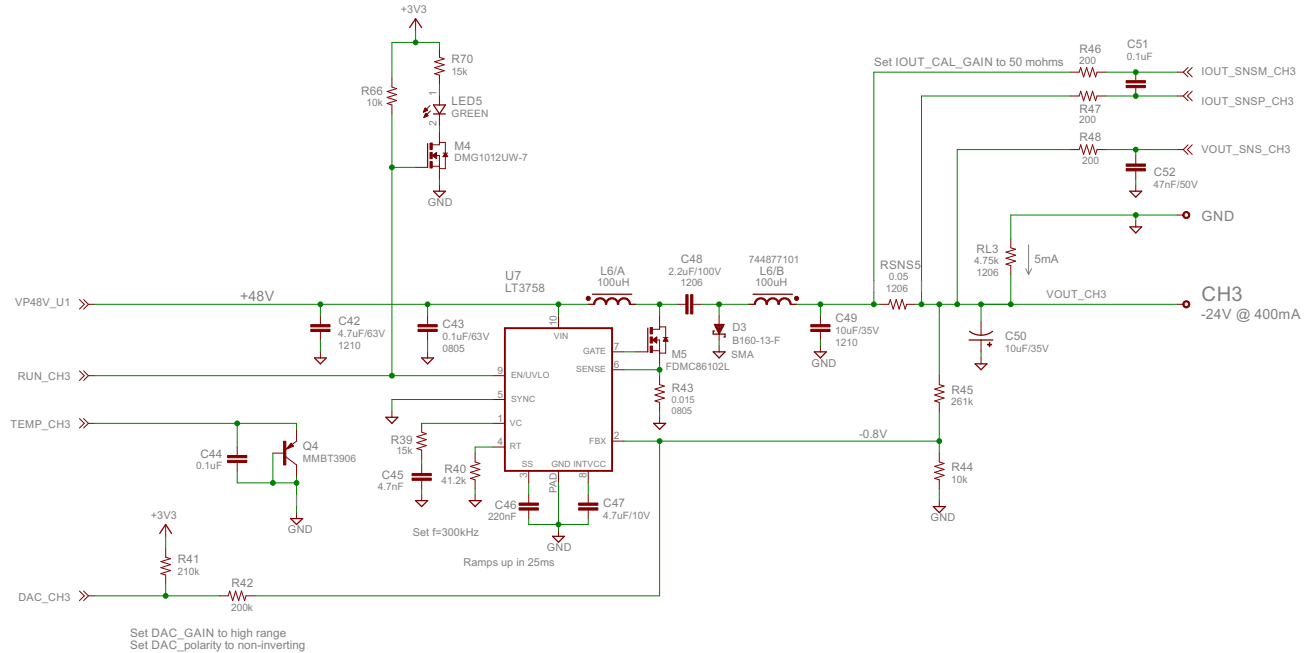 +3V3
R70
15k
R66
10k
1
LED5
GREEN
2
M4
DMG1012UW-7
GND
Set IOUT_CAL_GAIN to 50 mohms
R46
200
C51
0.1uF
IOUT_SNSM_CH3
R47
200
IOUT_SNSP_CH3
R48
200
VOUT_SNS_CH3
C52
47nF/50V
GND
RL3
4.75k
1206
5mA
VP48V_U1
+48V
C42
4.7uF/63V
1210
C43
0.1uF/63V
0805
U7
LT3758
L6/A
100uH
C48
2.2uF/100V
1206
744877101
L6/B
100uH
RSNS5
0.05
1206
VOUT_CH3
CH3
-24V @ 400mA
D3
B160-13-F
SMA
C49
10uF/35V
1210
GND
C50
10uF/35V
10
VIN
7
GATE
6
SENSE
M5
FDMC86102L
R43
0.015
0805
RUN_CH3
9
EN/UVLO
5
SYNC
1
VC
4
RT
2
FBX
SS
GND
INTVCC
3
PAD
8
R45
261k
-0.8V
R44
10k
GND
TEMP_CH3
C44
0.1uF
Q4
MMBT3906
GND
R39
15k
C45
4.7nF
R40
41.2k
C46
220nF
C47
4.7uF/10V
GND
Set f=300kHz
Ramps up in 25ms
+3V3
R41
210k
R42
200k
DAC_CH3
Set DAC_GAIN to high range
Set DAC_polarity to non-inverting